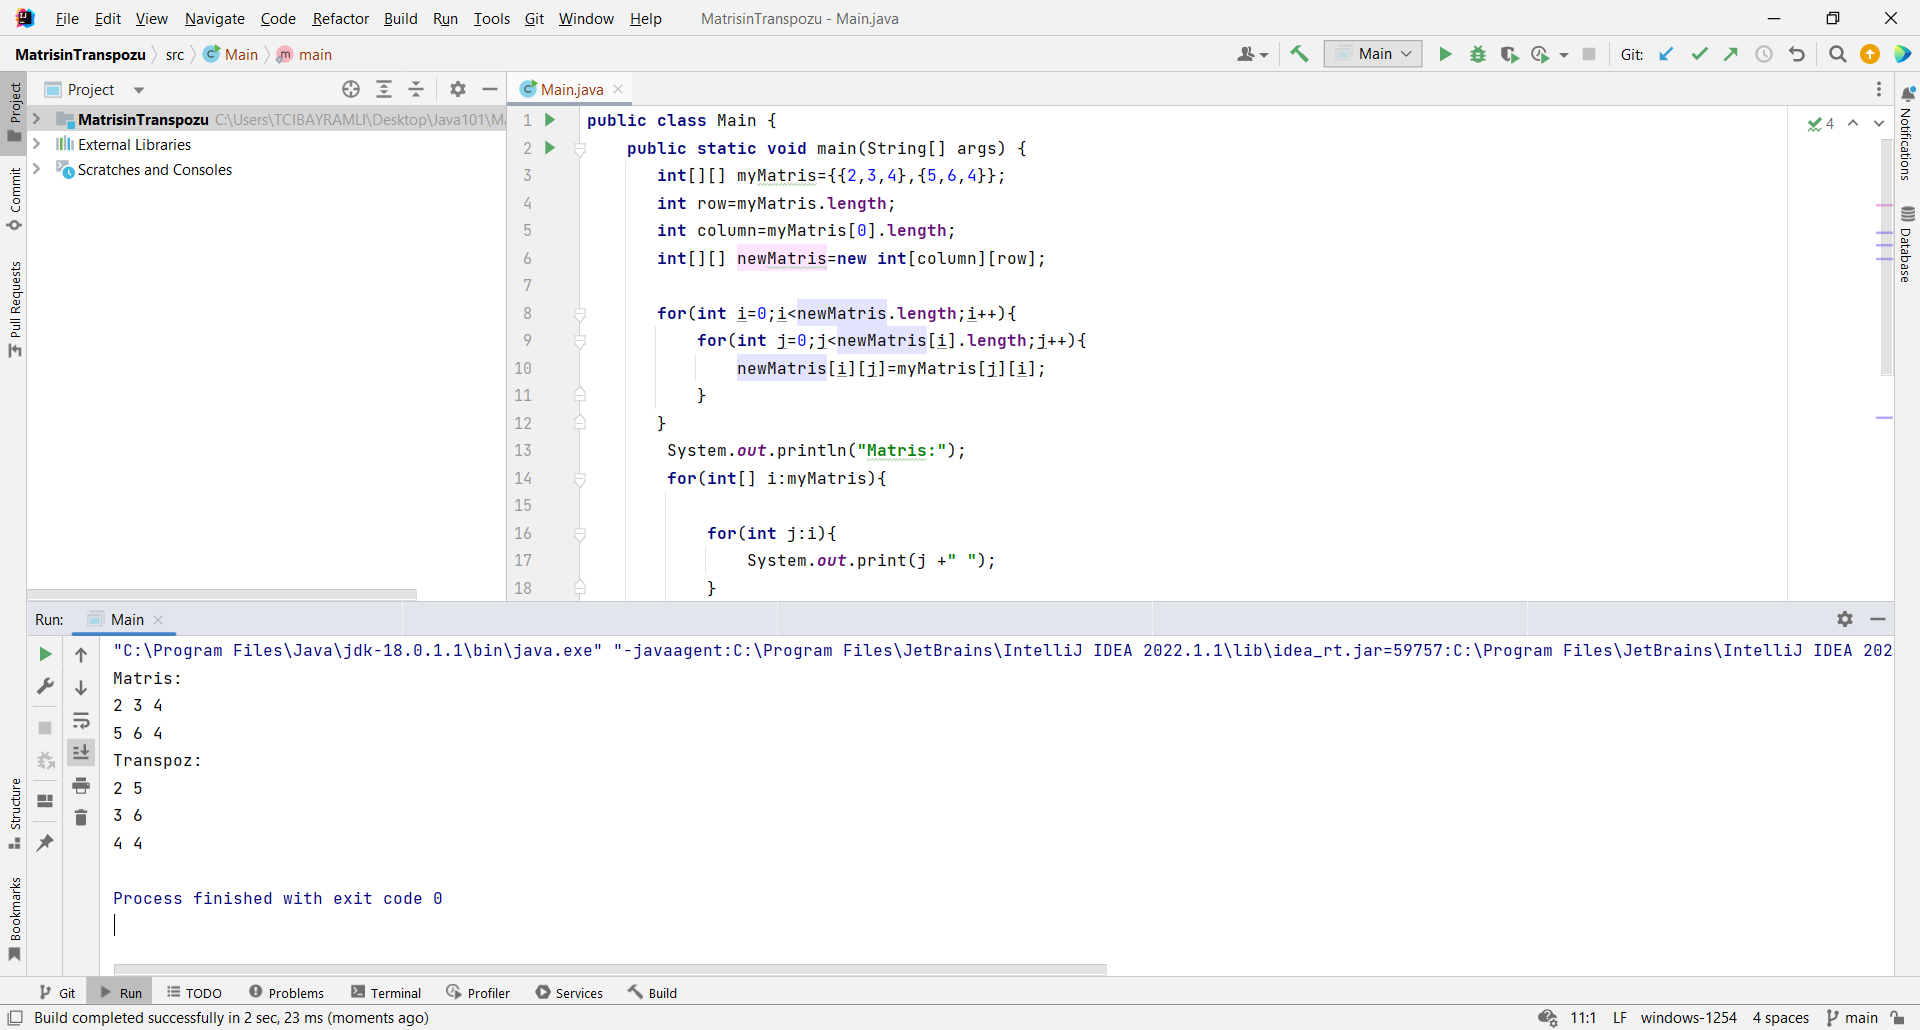 File Edit View Navigate Code Refactor Build Run Tools Git Window Help MatrisinTranspozu - Main.java
MatrisinTranspozu src Main main
Main Git:
Project
Main.java
MatrisinTranspozu C:\Users\TCIBAYRAMLI\Desktop\Java101\M
External Libraries
Scratches and Consoles
Project
Commit
Pull Requests
Structure
Bookmarks
1 public class Main {
2 public static void main(String[] args) {
3 int[][] myMatris={{2,3,4},{5,6,4}};
4 int row=myMatris.length;
5 int column=myMatris[0].length;
6 int[][] newMatris=new int[column][row];
7
8 for(int i=0;i<newMatris.length;i++){
9 for(int j=0;j<newMatris[i].length;j++){
10 newMatris[i][j]=myMatris[j][i];
11 }
12 }
13 System.out.println("Matris:");
14 for(int[] i:myMatris){
15
16 for(int j:i){
17 System.out.print(j +" ");
18 }
4
Notifications
Database
Run: Main
"C:\Program Files\Java\jdk-18.0.1.1\bin\java.exe" "-javaagent:C:\Program Files\JetBrains\IntelliJ IDEA 2022.1.1\lib\idea_rt.jar=59757:C:\Program Files\JetBrains\IntelliJ IDEA 202
Matris:
2 3 4
5 6 4
Transpoz:
2 5
3 6
4 4
Process finished with exit code 0
Git Run TODO Problems Terminal Profiler Services Build
Build completed successfully in 2 sec, 23 ms (moments ago) 11:1 LF windows-1254 4 spaces main